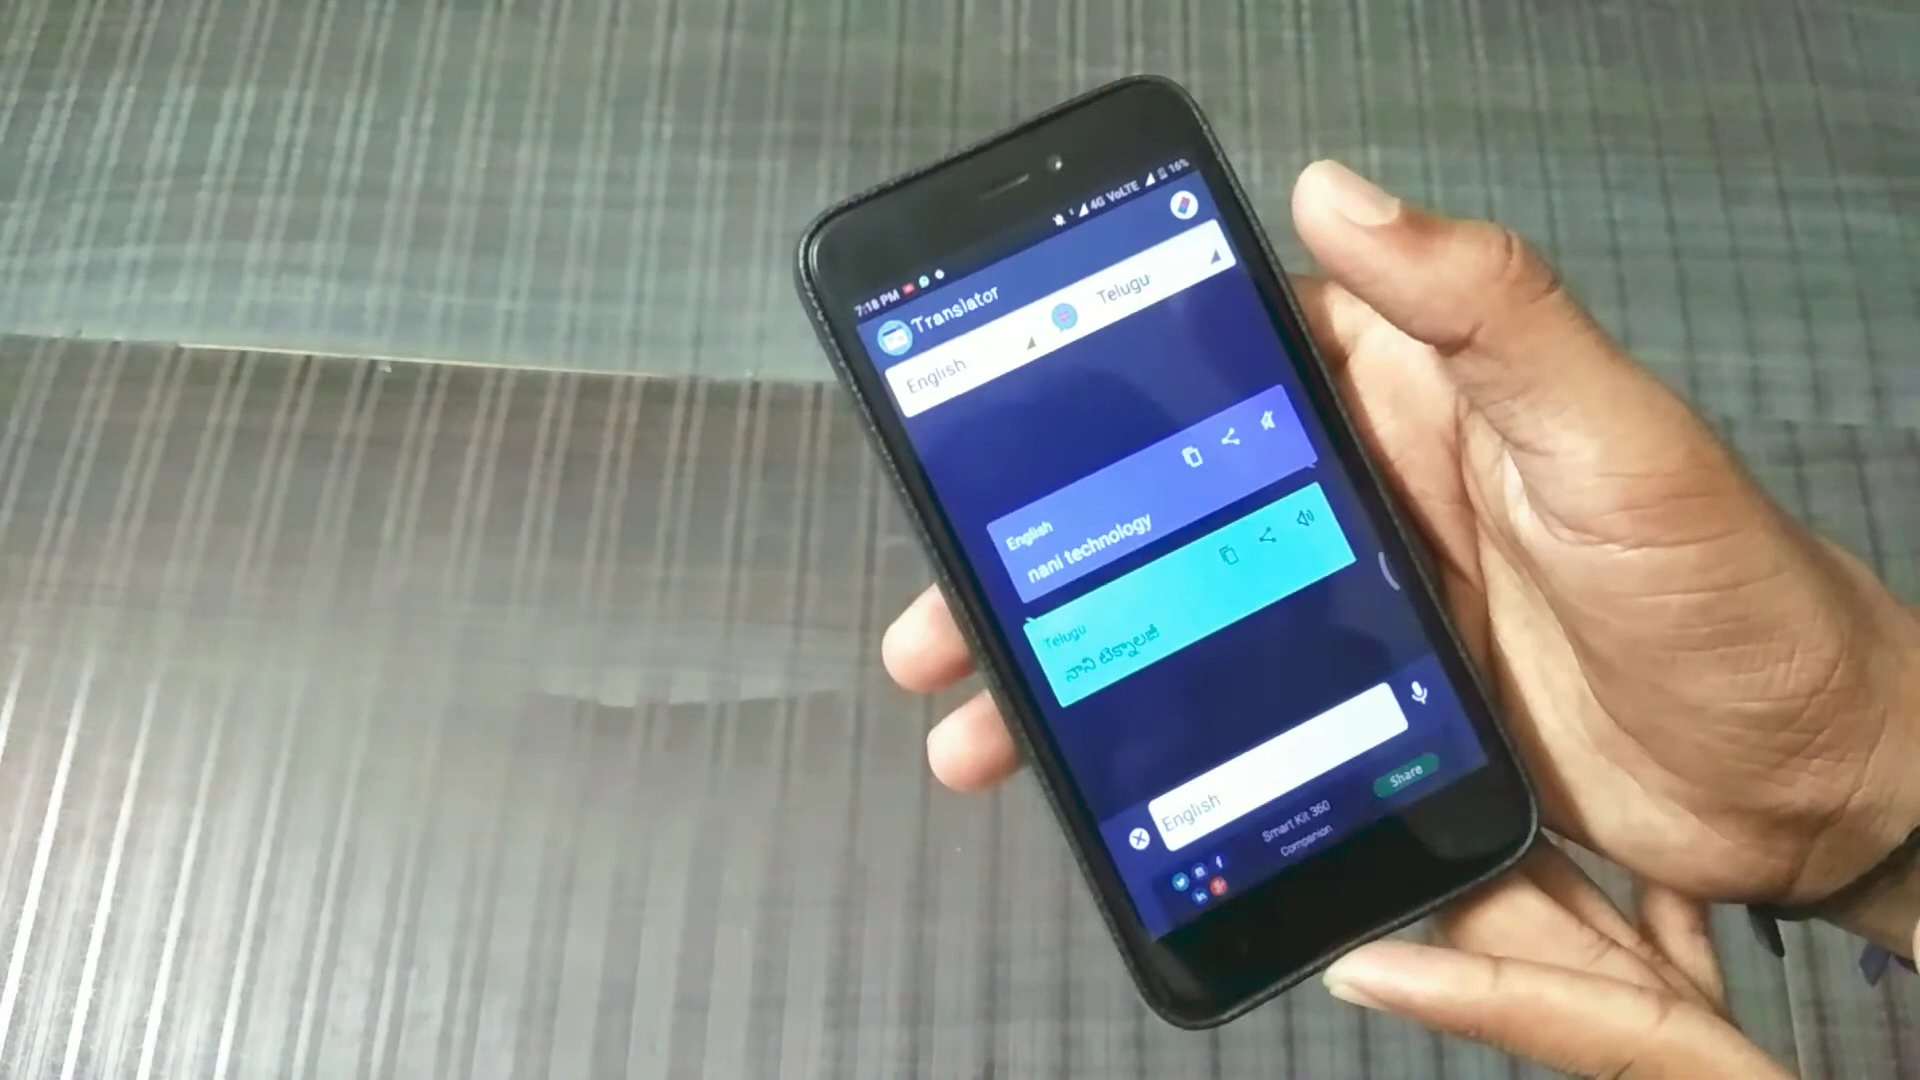 7:18 PM
4G VoLTE 16%
Translator
English
Telugu
English
nani technology
Telugu
నాని టెక్నాలజీ
English
Smart Kit 360
Companion
Share